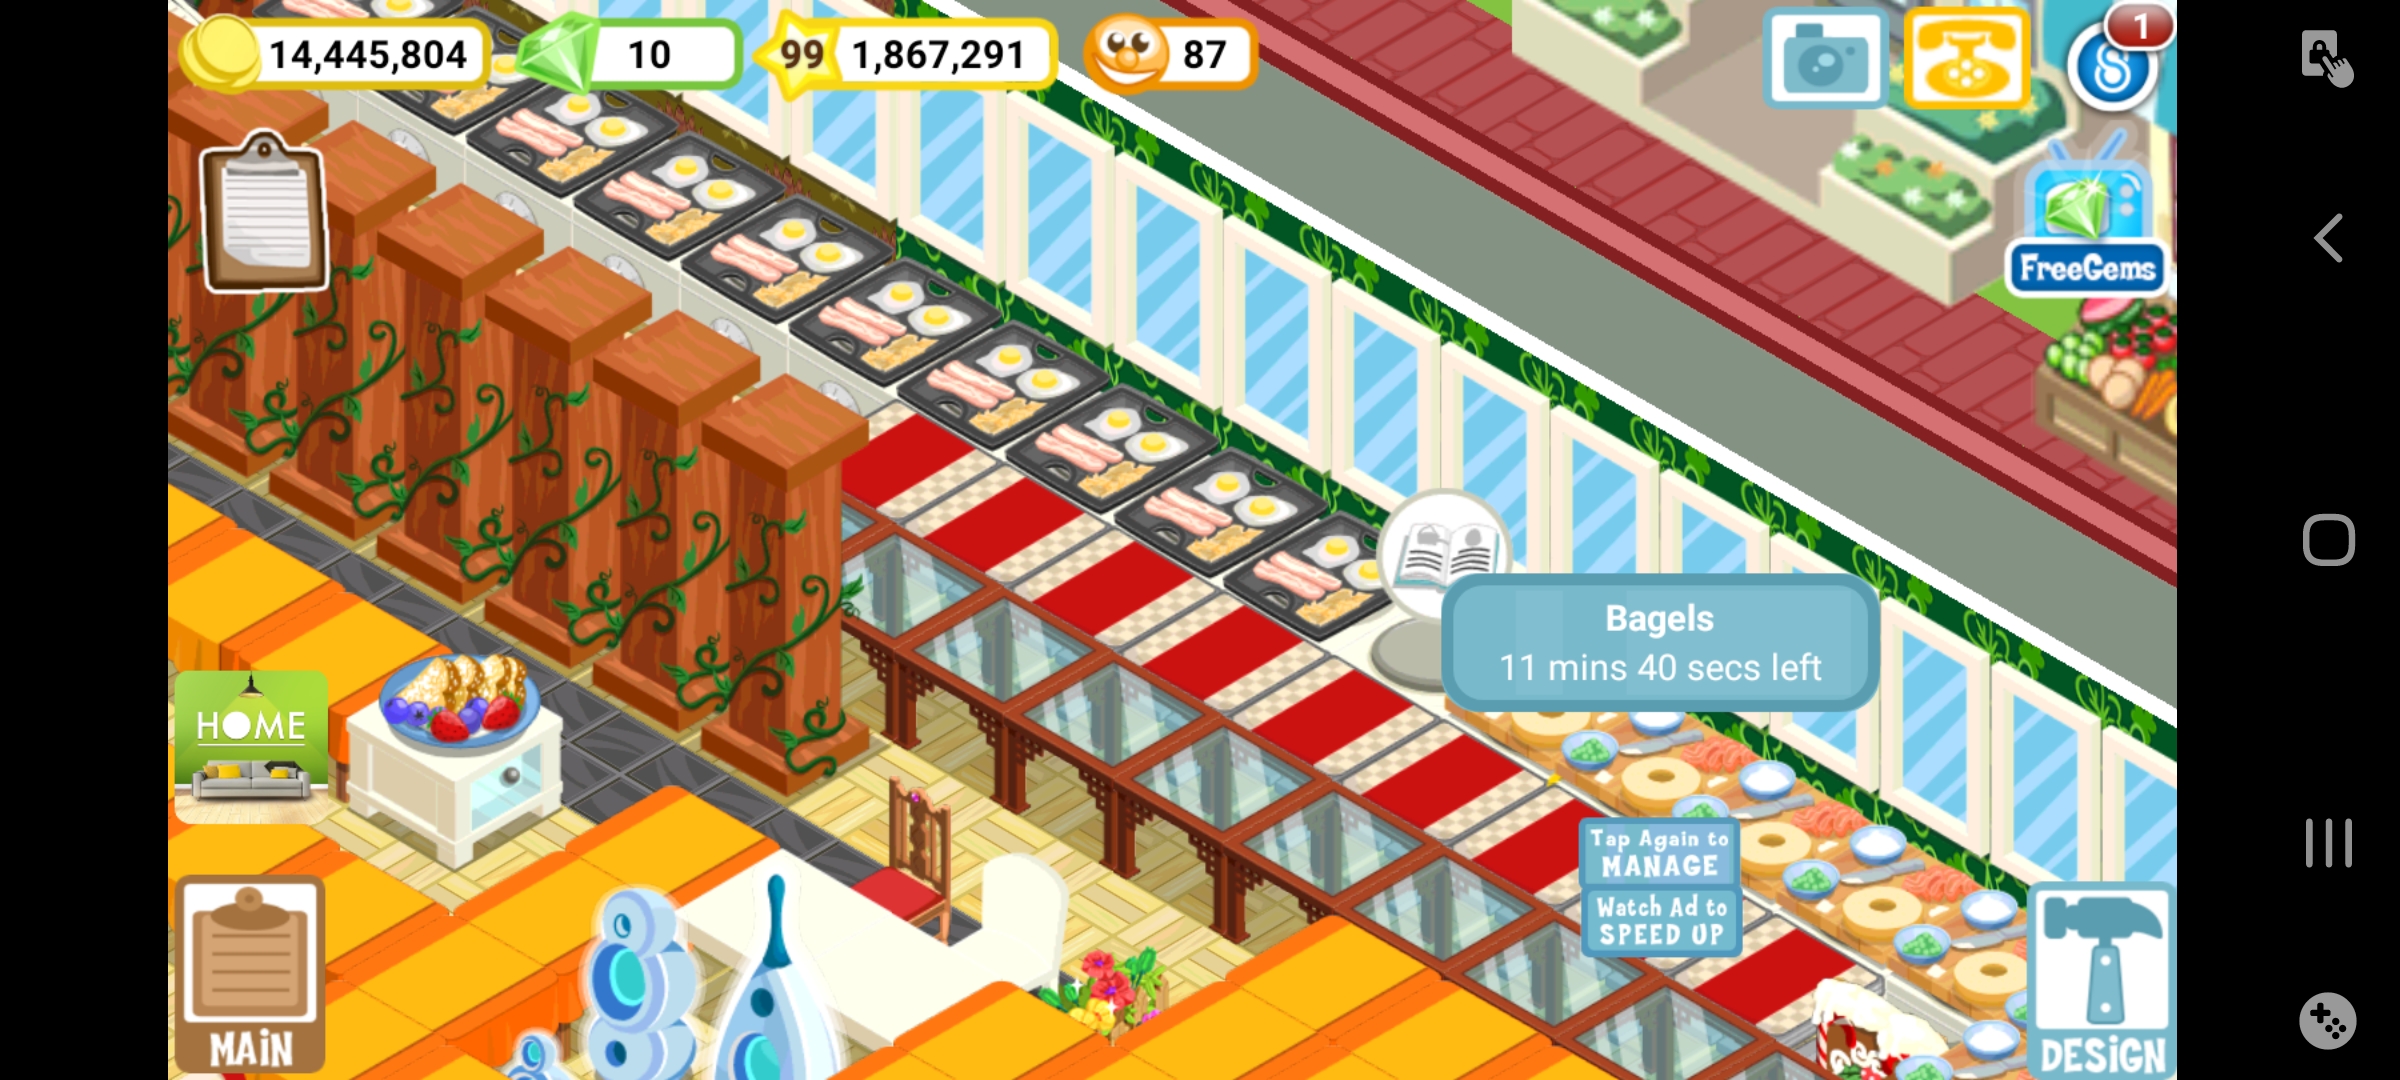 14,445,804
10
99
1,867,291
87
1
FreeGems
Bagels
11 mins 40 secs left
HOME
Tap Again to
MANAGE
Watch Ad to
SPEED UP
MAiN
DESiGN